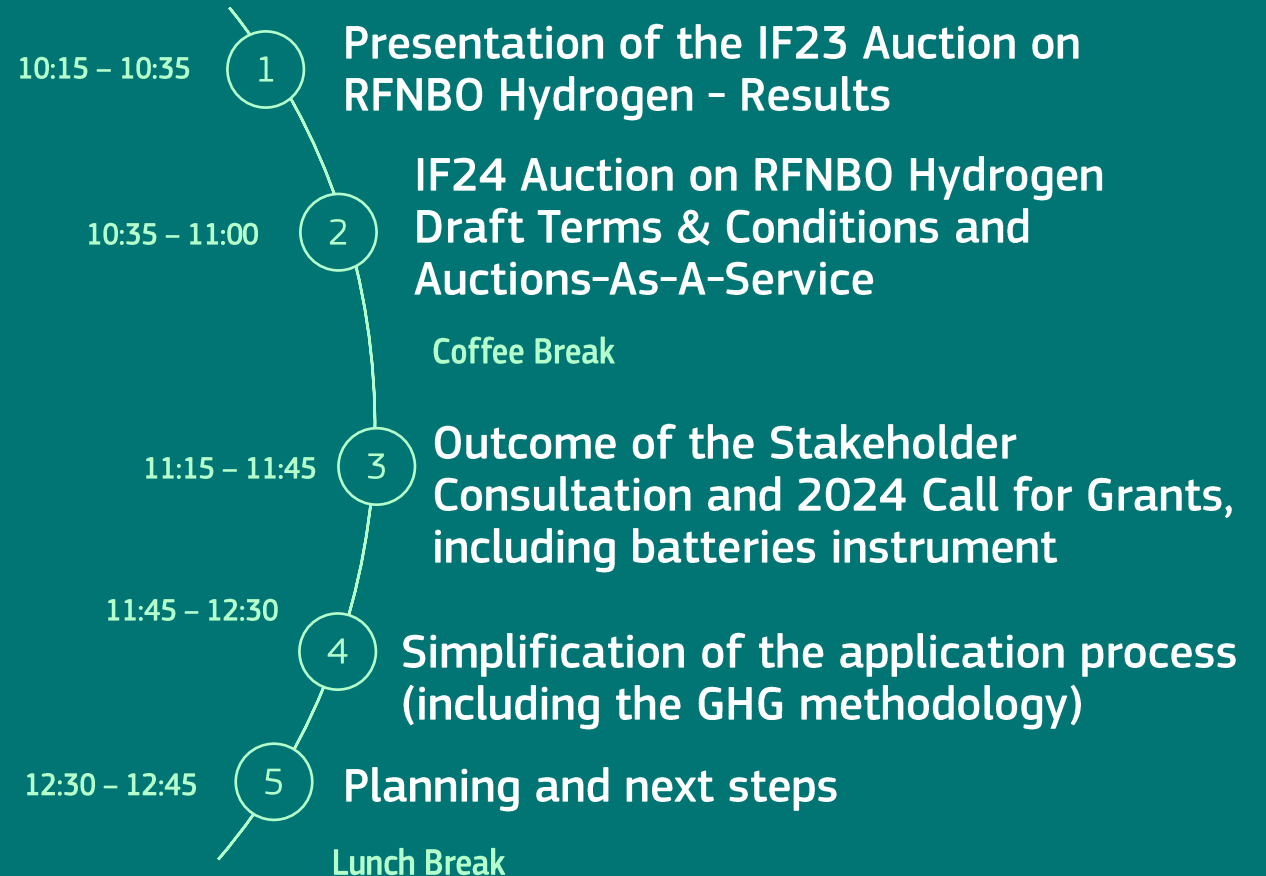 10:15 – 10:35
1
Presentation of the IF23 Auction on
RFNBO Hydrogen - Results
10:35 – 11:00
2
IF24 Auction on RFNBO Hydrogen
Draft Terms & Conditions and
Auctions-As-A-Service
Coffee Break
11:15 – 11:45
3
Outcome of the Stakeholder
Consultation and 2024 Call for Grants,
including batteries instrument
11:45 – 12:30
4
Simplification of the application process
(including the GHG methodology)
12:30 – 12:45
5
Planning and next steps
Lunch Break